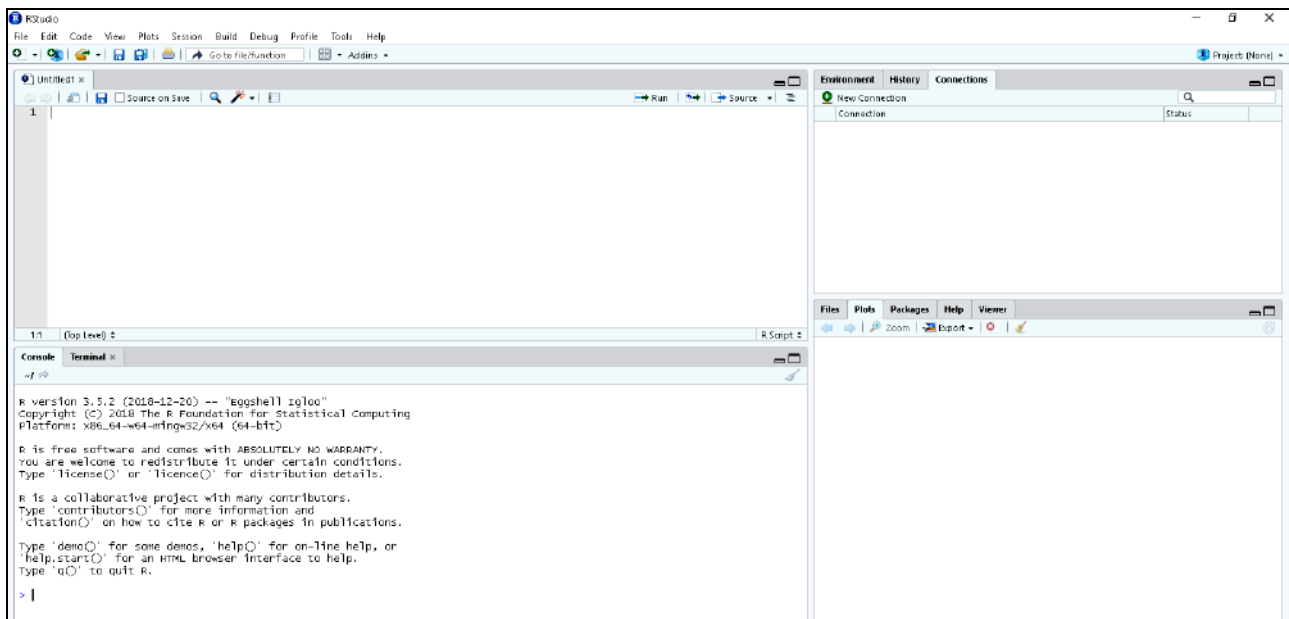 RStudio
File Edit Code View Plots Session Build Debug Profile Tools Help
Go to file/function Addins
Project: (None)
Untitled1
Source on Save Run Source
1
1:1 (Top Level) R Script
Console Terminal
~/
R version 3.5.2 (2018-12-20) -- "Eggshell Igloo"
Copyright (C) 2018 The R Foundation for Statistical Computing
Platform: x86_64-w64-mingw32/x64 (64-bit)
R is free software and comes with ABSOLUTELY NO WARRANTY.
You are welcome to redistribute it under certain conditions.
Type 'license()' or 'licence()' for distribution details.
R is a collaborative project with many contributors.
Type 'contributors()' for more information and
'citation()' on how to cite R or R packages in publications.
Type 'demo()' for some demos, 'help()' for on-line help, or
'help.start()' for an HTML browser interface to help.
Type 'q()' to quit R.
>
Environment History Connections
New Connection
Connection Status
Files Plots Packages Help Viewer
Zoom Export